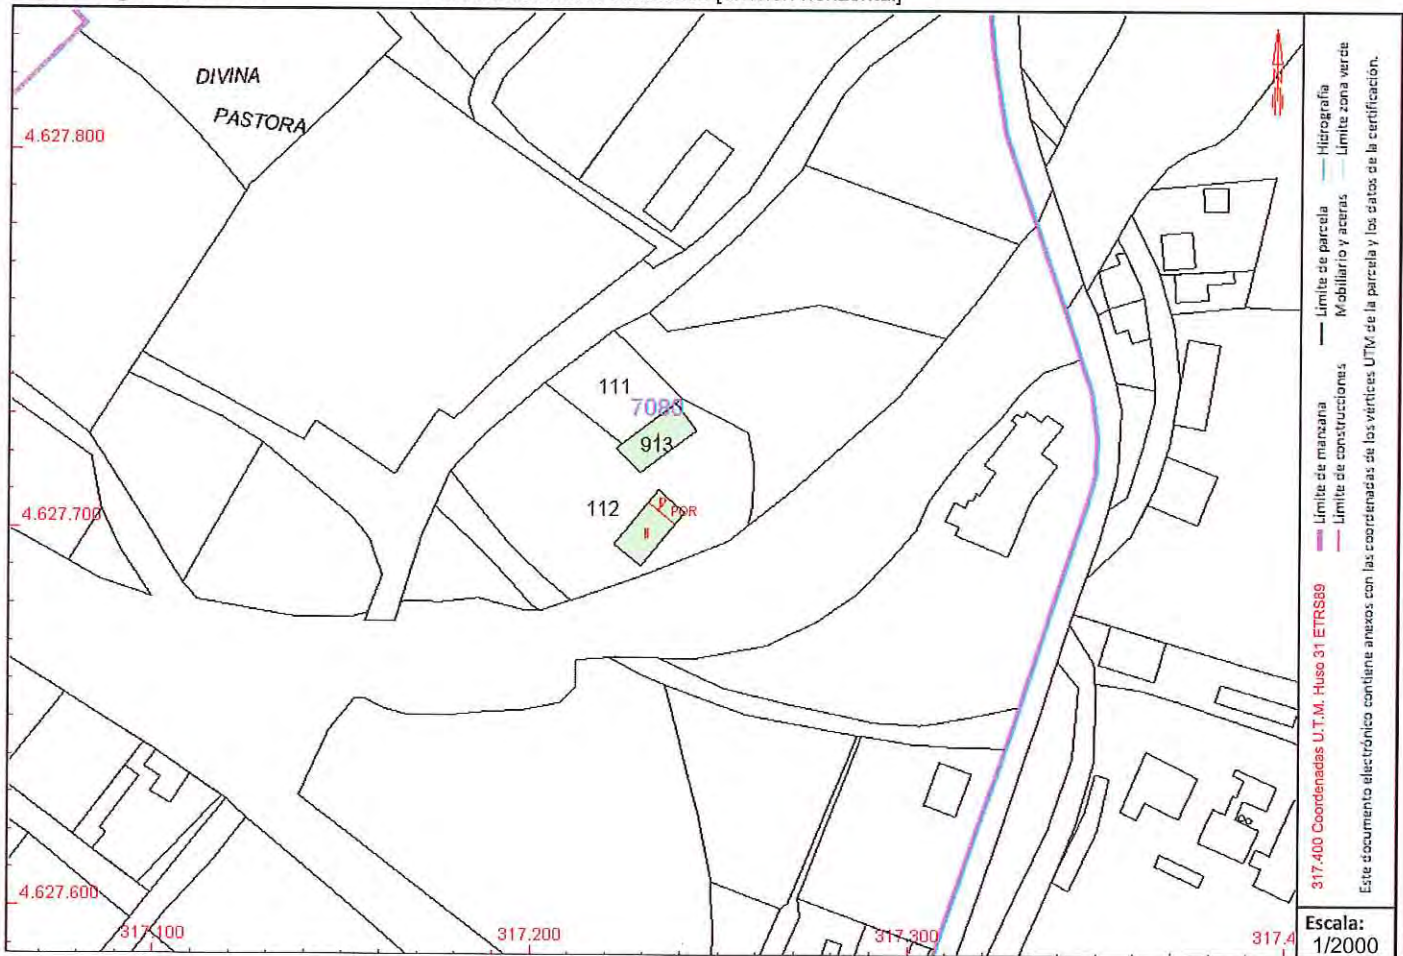 DIVINA
PASTORA
4.627.800
111
7080
913
112
POR
II
4.627.700
4.627.600
317.100
317.200
317.300
317.4
8
317.400 Coordenadas U.T.M. Huso 31 ETRS89
Límite de manzana
Límite de parcela
Hidrografía
Límite de construcciones
Mobiliario y aceras
Límite zona verde
Este documento electrónico contiene anexos con las coordenadas de los vértices UTM de la parcela y los datos de la certificación.
Escala:
1/2000